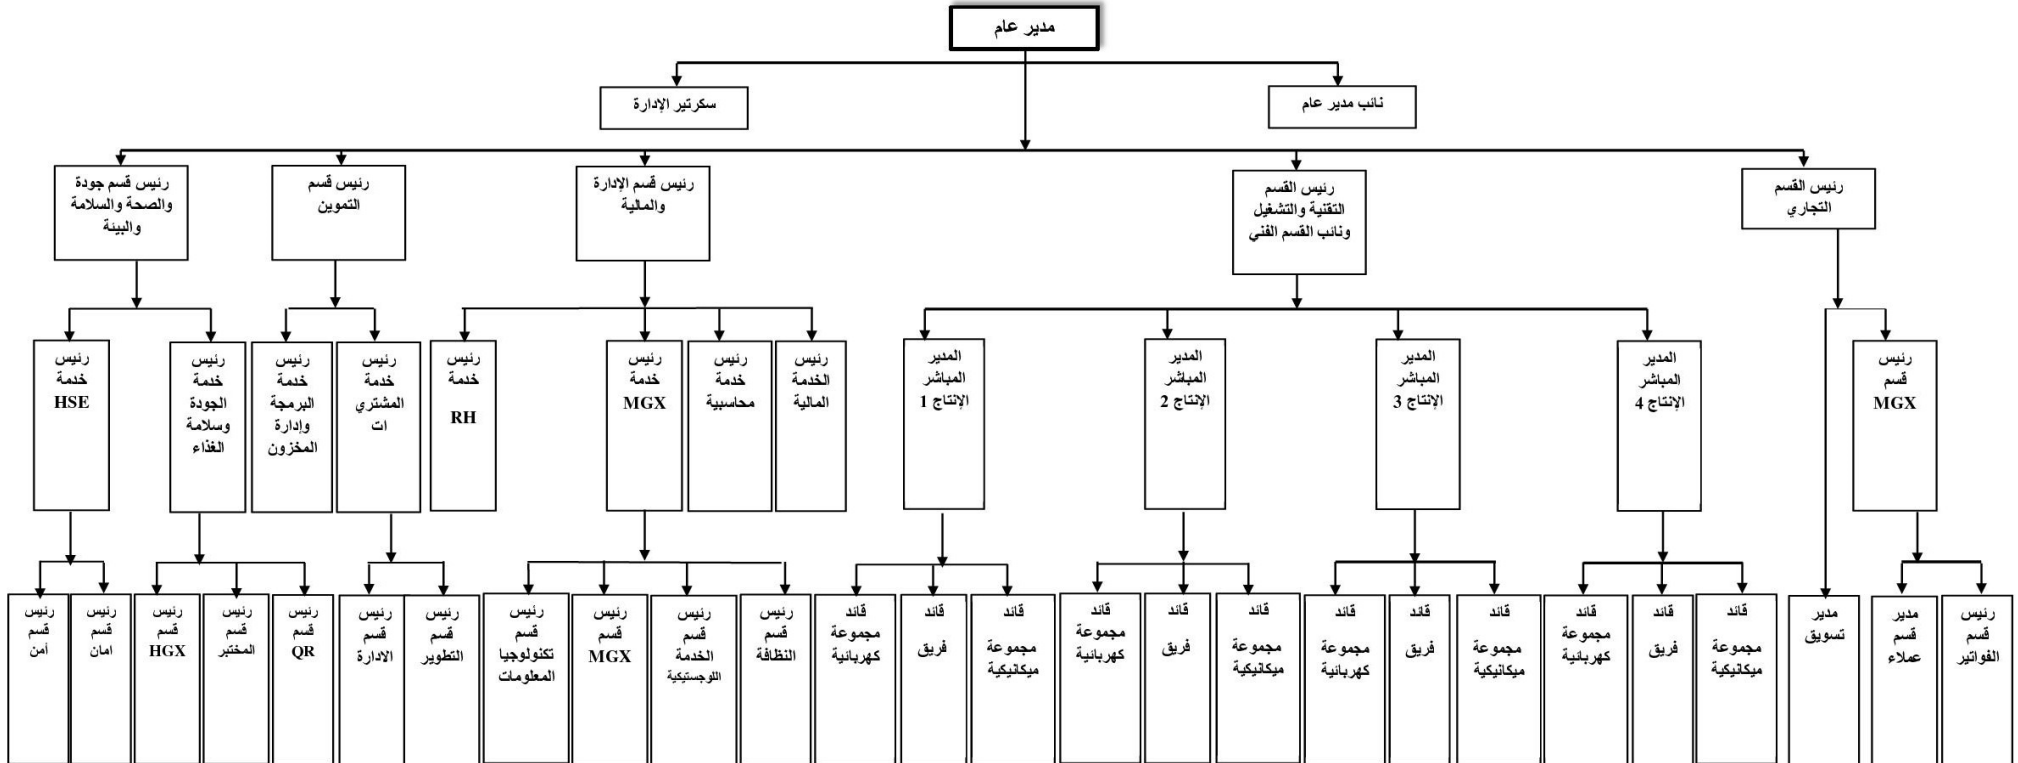 مدير عام
نائب مدير عام
سكرتير الإدارة
رئيس القسم
التجاري
رئيس القسم
التقنية والتشغيل
ونائب القسم الفني
رئيس قسم الإدارة
والمالية
رئيس قسم
التموين
رئيس قسم جودة
والصحة والسلامة
والبيئة
رئيس
قسم
MGX
المدير
المباشر
الإنتاج 4
المدير
المباشر
الإنتاج 3
المدير
المباشر
الإنتاج 2
المدير
المباشر
الإنتاج 1
رئيس
الخدمة
المالية
رئيس
خدمة
محاسبية
رئيس
خدمة
MGX
رئيس
خدمة
RH
رئيس
خدمة
المشتري
ات
رئيس
خدمة
البرمجة
وإدارة
المخزون
رئيس
خدمة
الجودة
وسلامة
الغذاء
رئيس
خدمة
HSE
رئيس
قسم
الفواتير
مدير
قسم
عملاء
مدير
تسويق
قائد
مجموعة
ميكانيكية
قائد
فريق
قائد
مجموعة
كهربائية
قائد
مجموعة
ميكانيكية
قائد
فريق
قائد
مجموعة
كهربائية
قائد
مجموعة
ميكانيكية
قائد
فريق
قائد
مجموعة
كهربائية
قائد
مجموعة
ميكانيكية
قائد
فريق
قائد
مجموعة
كهربائية
رئيس
قسم
النظافة
رئيس
قسم
الخدمة
اللوجستيكية
رئيس
قسم
MGX
رئيس
قسم
تكنولوجيا
المعلومات
رئيس
قسم
التطوير
رئيس
قسم
الادارة
رئيس
قسم
QR
رئيس
قسم
المختبر
رئيس
قسم
HGX
رئيس
قسم
امان
رئيس
قسم
أمن